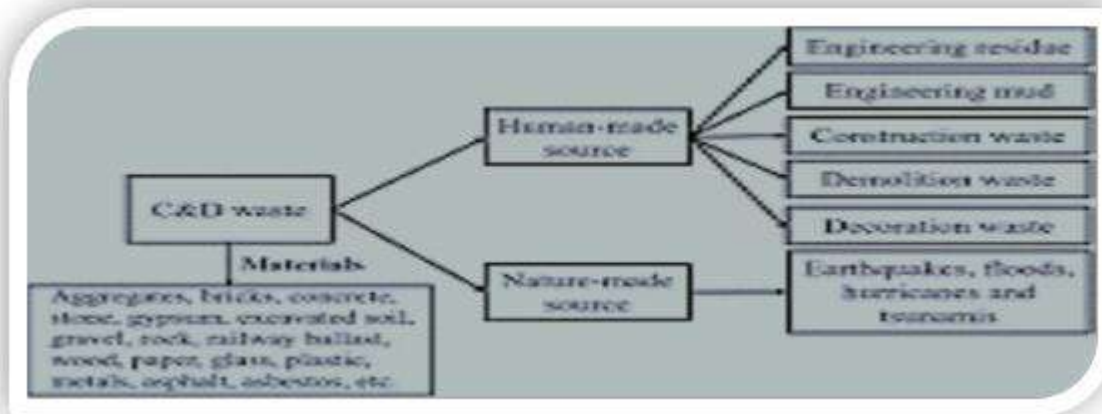 Engineering residue
Engineering mud
Human-made
source
Construction waste
Demolition waste
C&D waste
Decoration waste
Materials
Nature-made
source
Earthquakes, floods,
hurricanes and
tsunamis
Aggregates, bricks, concrete,
stone, gypsum, excavated soil,
gravel, rock, railway ballast,
wood, paper, glass, plastic,
metals, asphalt, asbestos, etc.